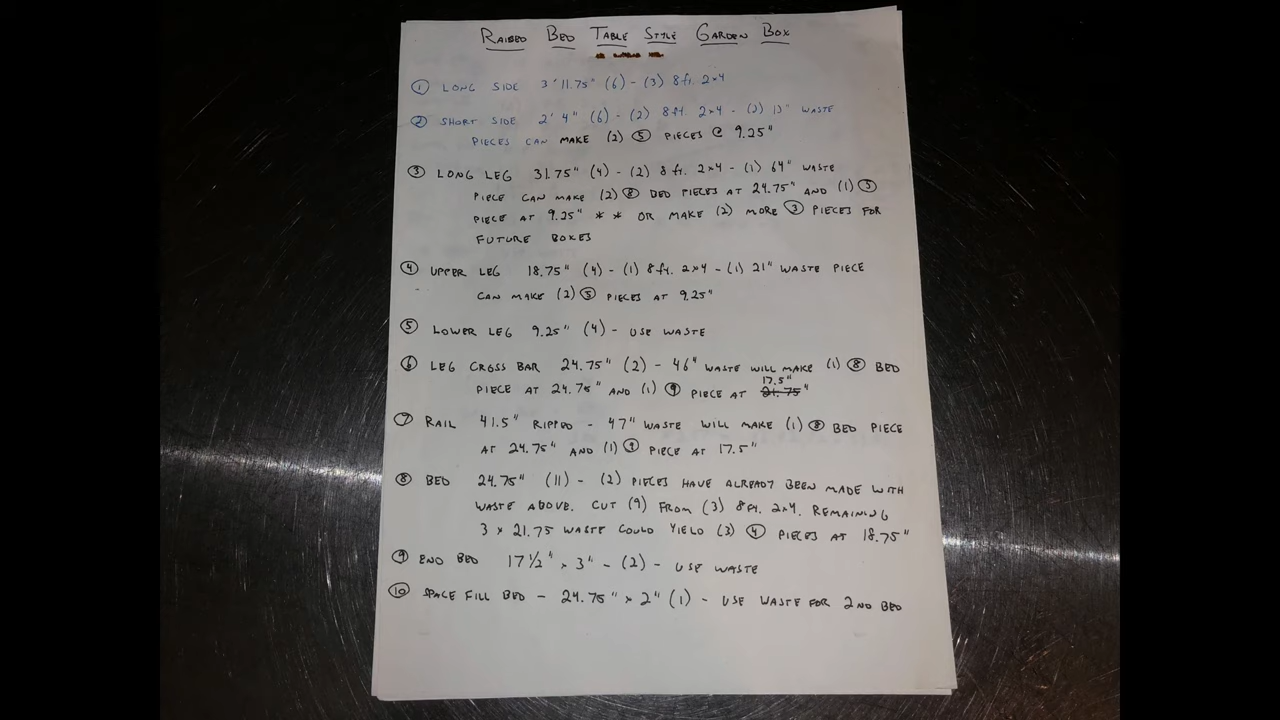 RAISED BED TABLE STYLE GARDEN BOX
① LONG SIDE 3'11.75" (6) - (3) 8ft. 2x4
② SHORT SIDE 2' 4" (6) - (2) 8ft. 2x4 - (2) 13" WASTE
PIECES CAN MAKE (2) ⑤ PIECES @ 9.25"
③ LONG LEG 31.75" (4) - (2) 8ft. 2x4 - (1) 64" WASTE
PIECE CAN MAKE (2) ⑧ BED PIECES AT 24.75" AND (1) ⑤
PIECE AT 9.25" * * OR MAKE (2) MORE ③ PIECES FOR
FUTURE BOXES
④ UPPER LEG 18.75" (4) - (1) 8ft. 2x4 - (1) 21" WASTE PIECE
CAN MAKE (2) ⑤ PIECES AT 9.25"
⑤ LOWER LEG 9.25" (4) - USE WASTE
⑥ LEG CROSS BAR 24.75" (2) - 46" WASTE WILL MAKE (1) ⑧ BED
PIECE AT 24.75" AND (1) ⑨ PIECE AT 17.5" 21.75"
⑦ RAIL 41.5" RIPPED - 47" WASTE WILL MAKE (1) ⑧ BED PIECE
AT 24.75" AND (1) ⑨ PIECE AT 17.5"
⑧ BED 24.75" (11) - (2) PIECES HAVE ALREADY BEEN MADE WITH
WASTE ABOVE. CUT (9) FROM (3) 8ft. 2x4. REMAINING
3 x 21.75 WASTE COULD YIELD (3) ④ PIECES AT 18.75"
⑨ END BED 17 1/2" x 3" - (2) - USE WASTE
⑩ SPACE FILL BED - 24.75" x 2" (1) - USE WASTE FOR 2ND BED